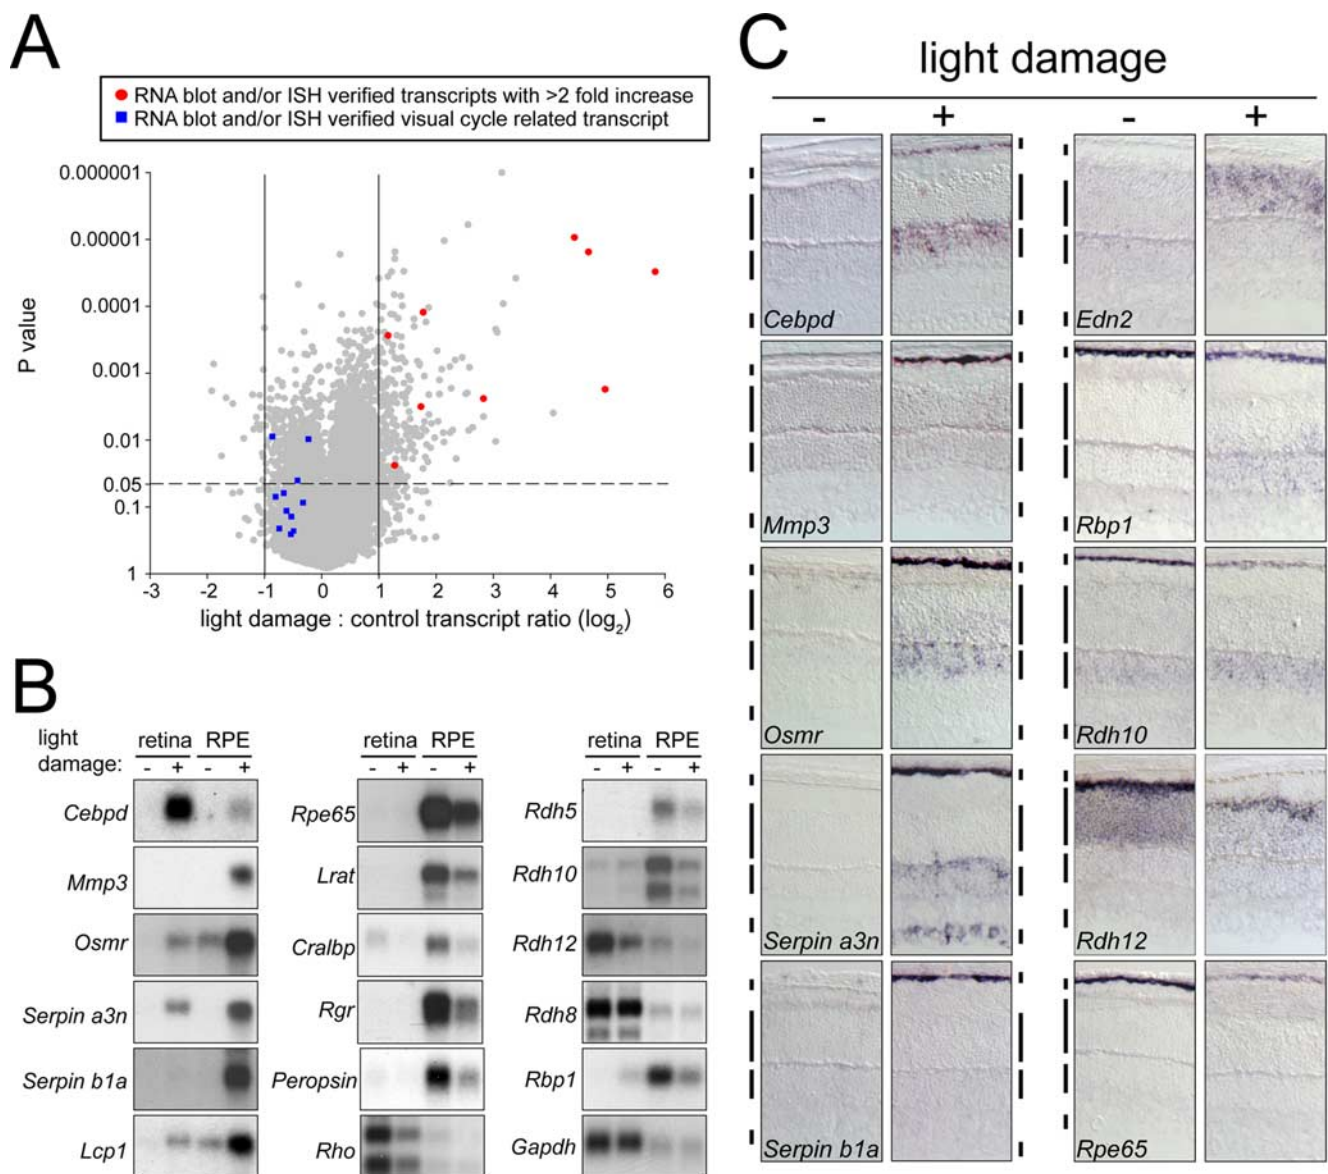 A
RNA blot and/or ISH verified transcripts with >2 fold increase
RNA blot and/or ISH verified visual cycle related transcript
P value
0.000001
0.00001
0.0001
0.001
0.01
0.05
0.1
1
-3 -2 -1 0 1 2 3 4 5 6
light damage : control transcript ratio (log2)
B
light damage:
retina RPE
- + - +
Cebpd
Mmp3
Osmr
Serpin a3n
Serpin b1a
Lcp1
retina RPE
- + - +
Rpe65
Lrat
Cralbp
Rgr
Peropsin
Rho
retina RPE
- + - +
Rdh5
Rdh10
Rdh12
Rdh8
Rbp1
Gapdh
C
light damage
- + - +
Cebpd
Edn2
Mmp3
Rbp1
Osmr
Rdh10
Serpin a3n
Rdh12
Serpin b1a
Rpe65